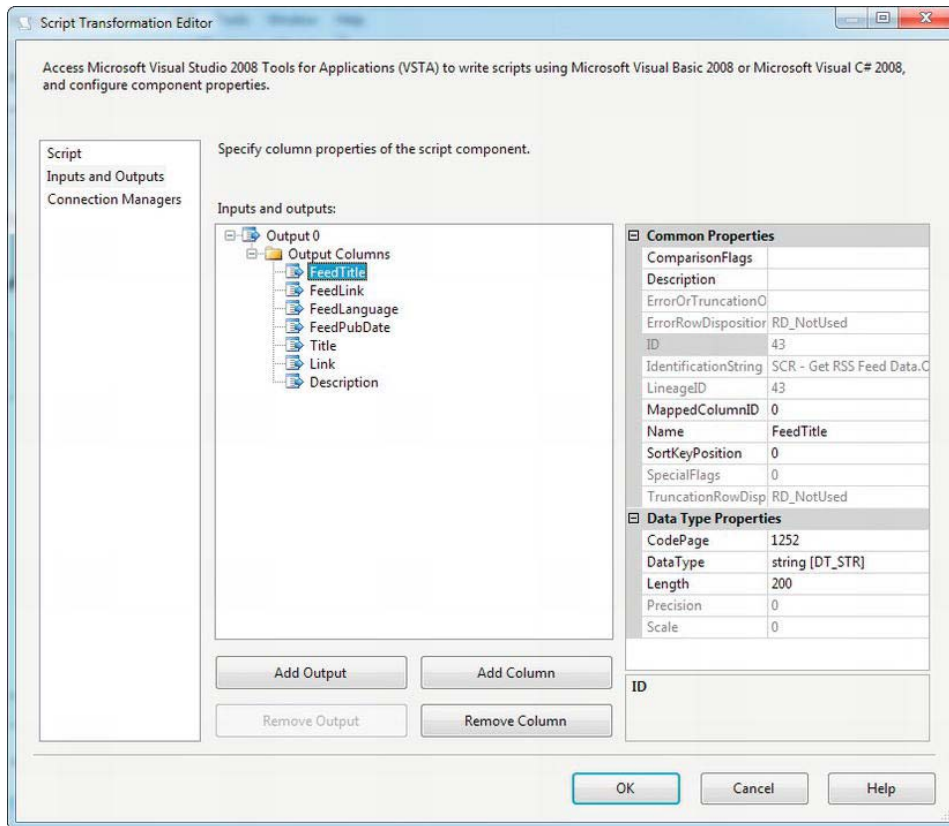 Script Transformation Editor
Access Microsoft Visual Studio 2008 Tools for Applications (VSTA) to write scripts using Microsoft Visual Basic 2008 or Microsoft Visual C# 2008,
and configure component properties.
Script
Inputs and Outputs
Connection Managers
Specify column properties of the script component.
Inputs and outputs:
Output 0
Output Columns
FeedTitle
FeedLink
FeedLanguage
FeedPubDate
Title
Link
Description
Add Output
Add Column
Remove Output
Remove Column
Common Properties
ComparisonFlags
Description
ErrorOrTruncationO
ErrorRowDisposition RD_NotUsed
ID 43
IdentificationString SCR - Get RSS Feed Data.O
LineageID 43
MappedColumnID 0
Name FeedTitle
SortKeyPosition 0
SpecialFlags 0
TruncationRowDisp RD_NotUsed
Data Type Properties
CodePage 1252
DataType string [DT_STR]
Length 200
Precision 0
Scale 0
ID
OK
Cancel
Help